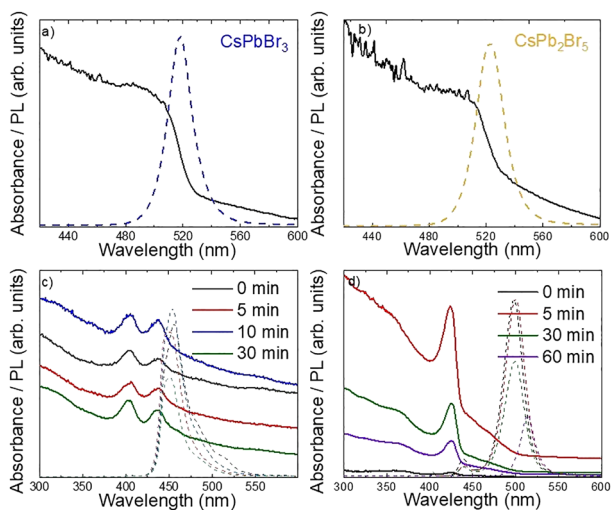 a)
CsPbBr3
Absorbance / PL (arb. units)
440 480 520 560 600
Wavelength (nm)
b)
CsPb2Br5
Absorbance / PL (arb. units)
440 480 520 560 600
Wavelength (nm)
c)
0 min
5 min
10 min
30 min
Absorbance / PL (arb. units)
300 350 400 450 500 550
Wavelength (nm)
d)
0 min
5 min
30 min
60 min
Absorbance / PL (arb. units)
300 350 400 450 500 550 600
Wavelength (nm)